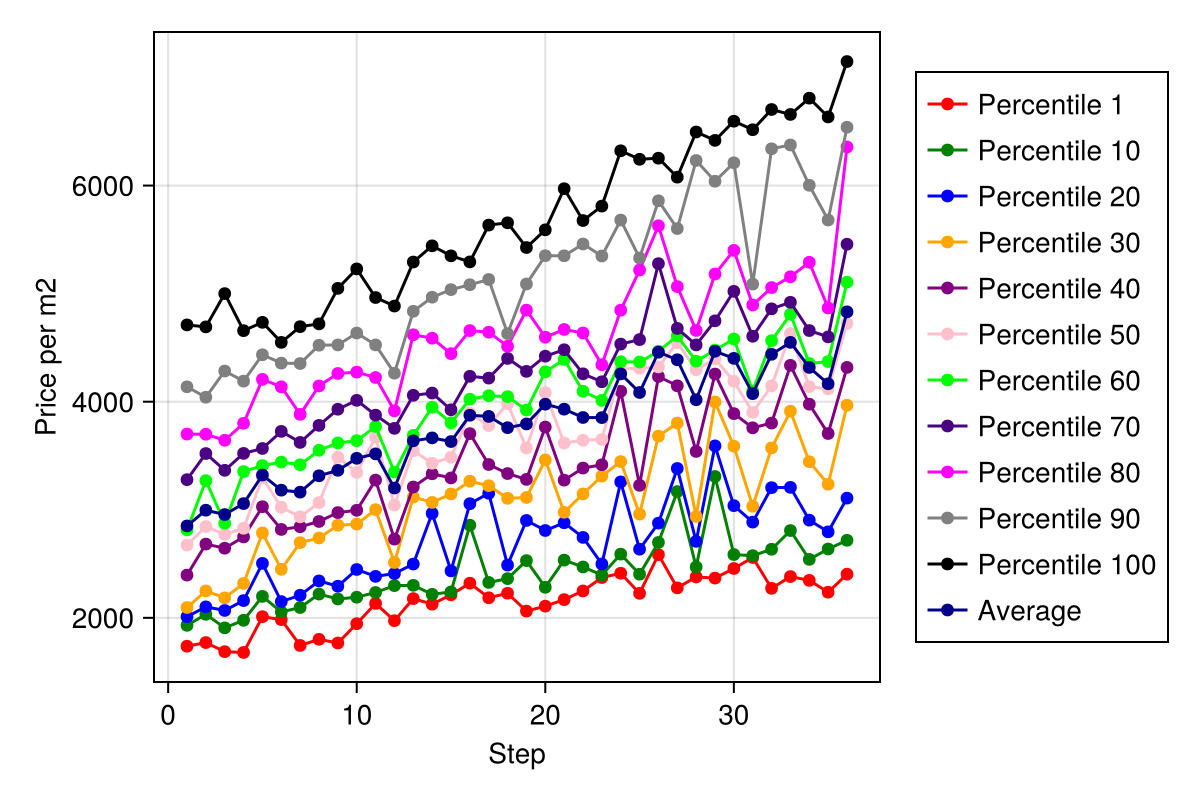 Price per m2
6000
4000
2000
0
10
20
30
Step
Percentile 1
Percentile 10
Percentile 20
Percentile 30
Percentile 40
Percentile 50
Percentile 60
Percentile 70
Percentile 80
Percentile 90
Percentile 100
Average